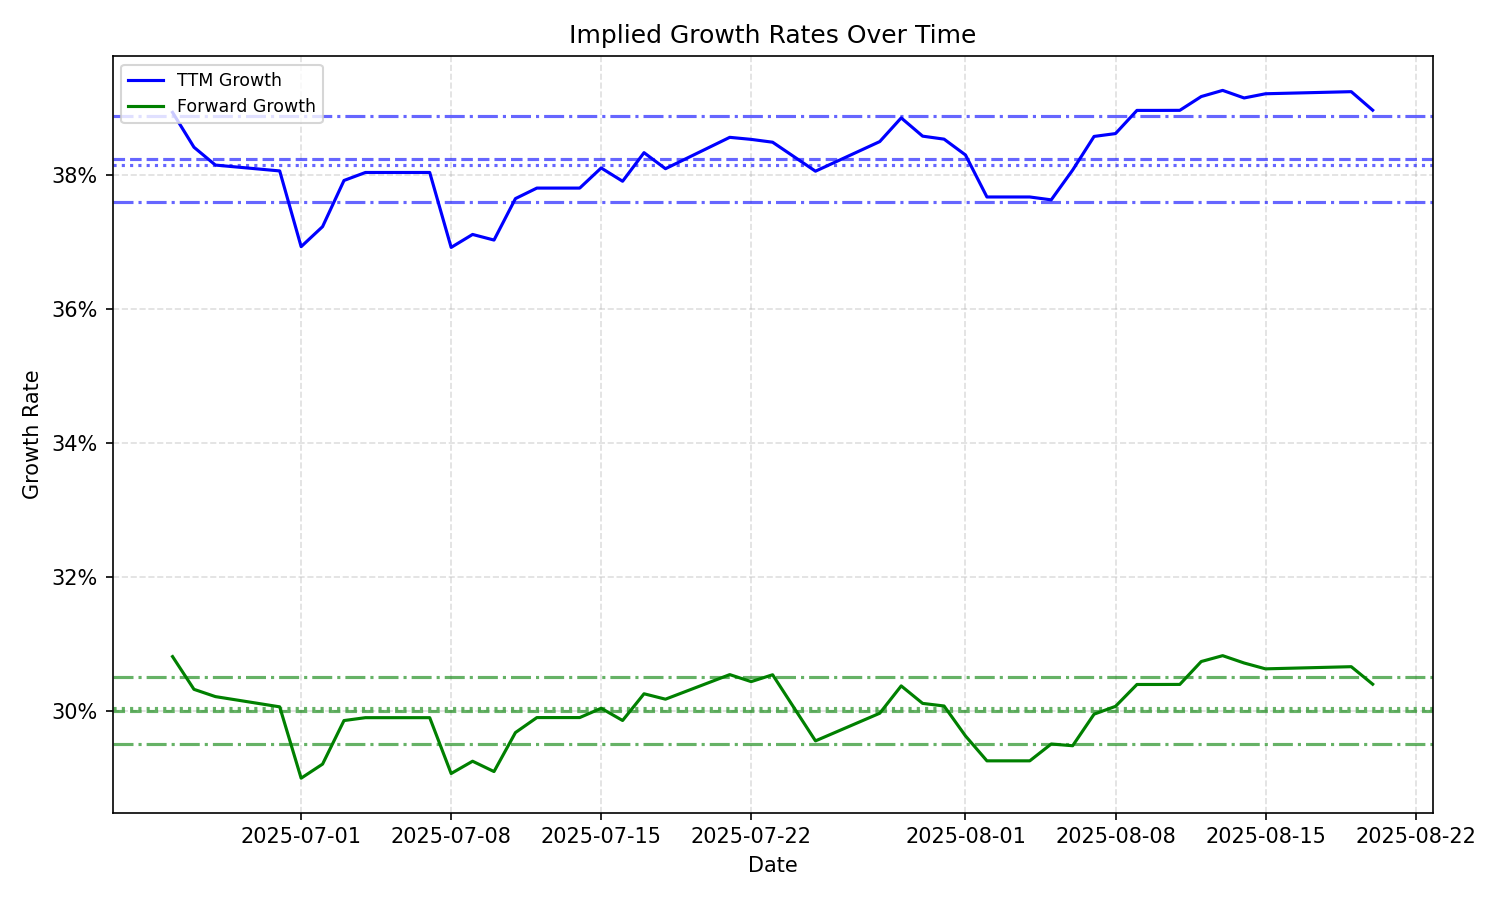 Implied Growth Rates Over Time
TTM Growth
Forward Growth
38%
36%
34%
32%
30%
Growth Rate
2025-07-01
2025-07-08
2025-07-15
2025-07-22
2025-08-01
2025-08-08
2025-08-15
2025-08-22
Date